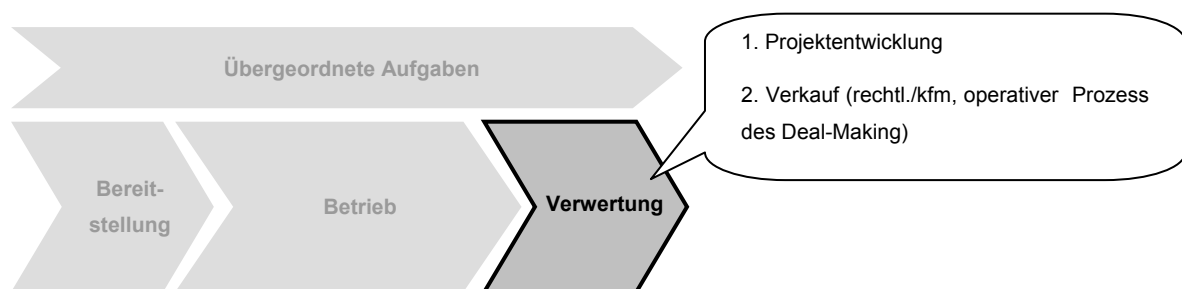 Übergeordnete Aufgaben
1. Projektentwicklung
2. Verkauf (rechtl./kfm, operativer Prozess
des Deal-Making)
Bereit-
stellung
Betrieb
Verwertung